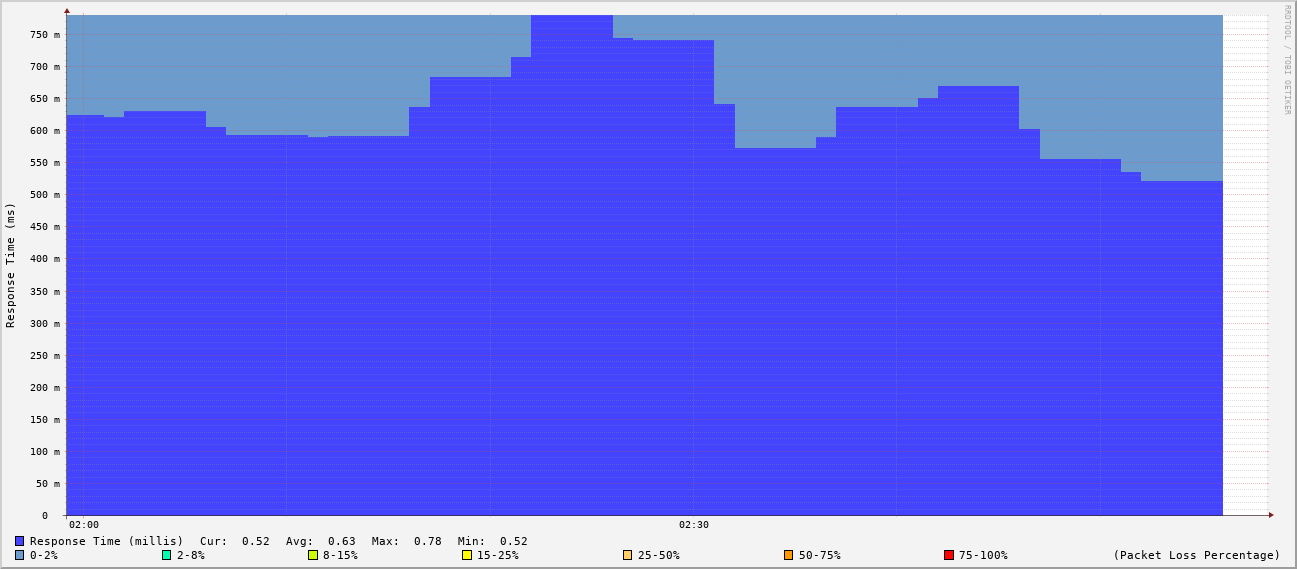 RRDTOOL / TOBI OETIKER
Response Time (ms)
750 m
700 m
650 m
600 m
550 m
500 m
450 m
400 m
350 m
300 m
250 m
200 m
150 m
100 m
50 m
0
02:00 02:30
Response Time (millis) Cur: 0.52 Avg: 0.63 Max: 0.78 Min: 0.52
0-2% 2-8% 8-15% 15-25% 25-50% 50-75% 75-100% (Packet Loss Percentage)